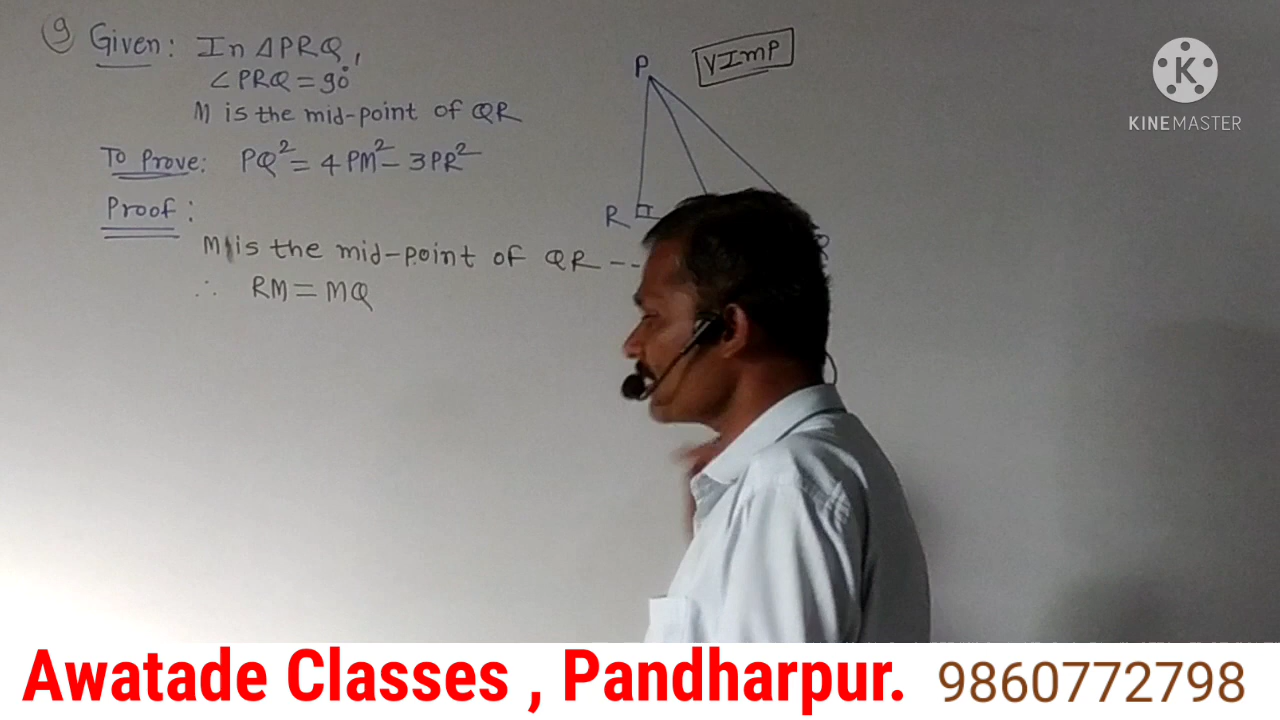 9 Given: In △PRQ,
∠PRQ = 90°
M is the mid-point of QR
To Prove: PQ² = 4PM² - 3PR²
Proof:
M is the mid-point of QR --
∴ RM = MQ
VImP
P
R
KINEMASTER
Awatade Classes , Pandharpur. 9860772798